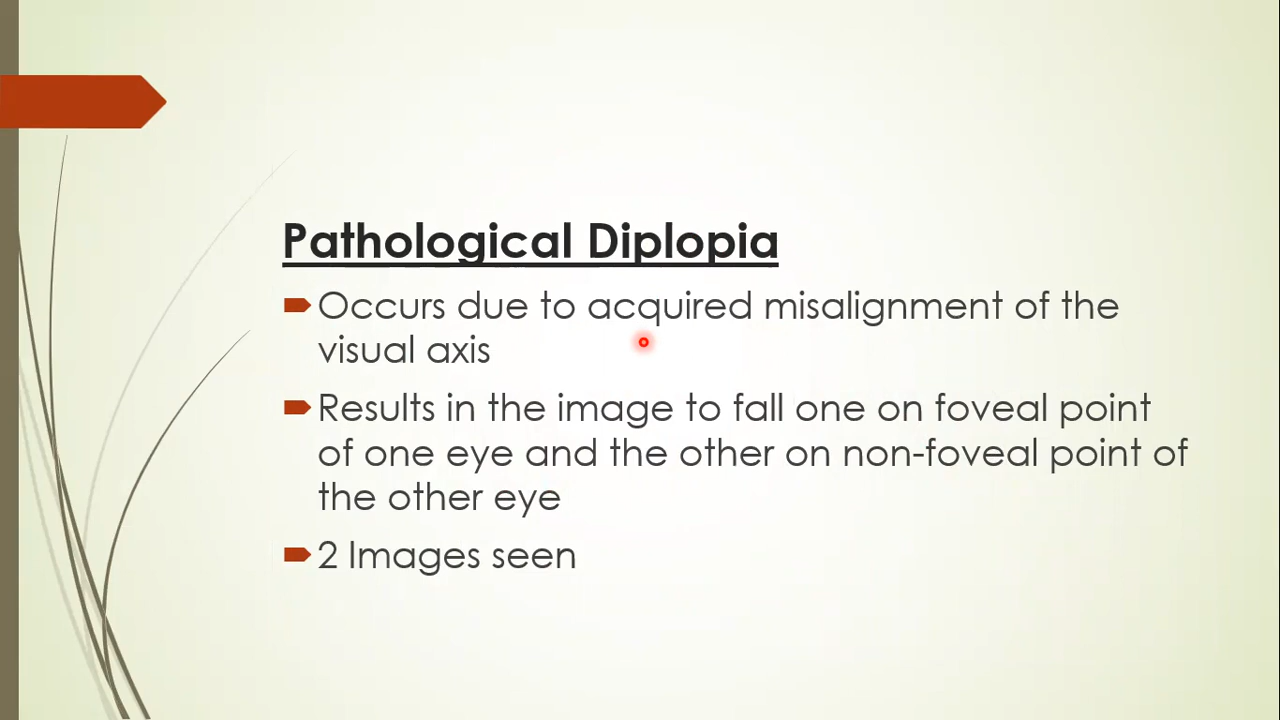 Pathological Diplopia
Occurs due to acquired misalignment of the
visual axis
Results in the image to fall one on foveal point
of one eye and the other on non-foveal point of
the other eye
2 Images seen